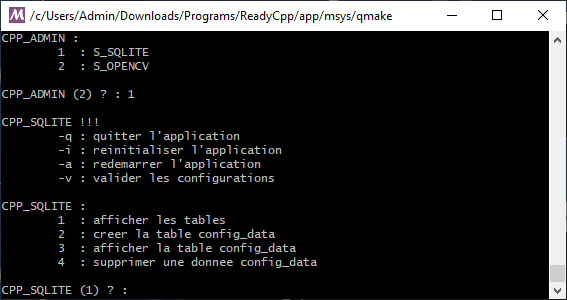 /c/Users/Admin/Downloads/Programs/ReadyCpp/app/msys/qmake
CPP_ADMIN :
1 : S_SQLITE
2 : S_OPENCV
CPP_ADMIN (2) ? : 1
CPP_SQLITE !!!
-q : quitter l'application
-i : reinitialiser l'application
-a : redemarrer l'application
-v : valider les configurations
CPP_SQLITE :
1 : afficher les tables
2 : creer la table config_data
3 : afficher la table config_data
4 : supprimer une donnee config_data
CPP_SQLITE (1) ? :